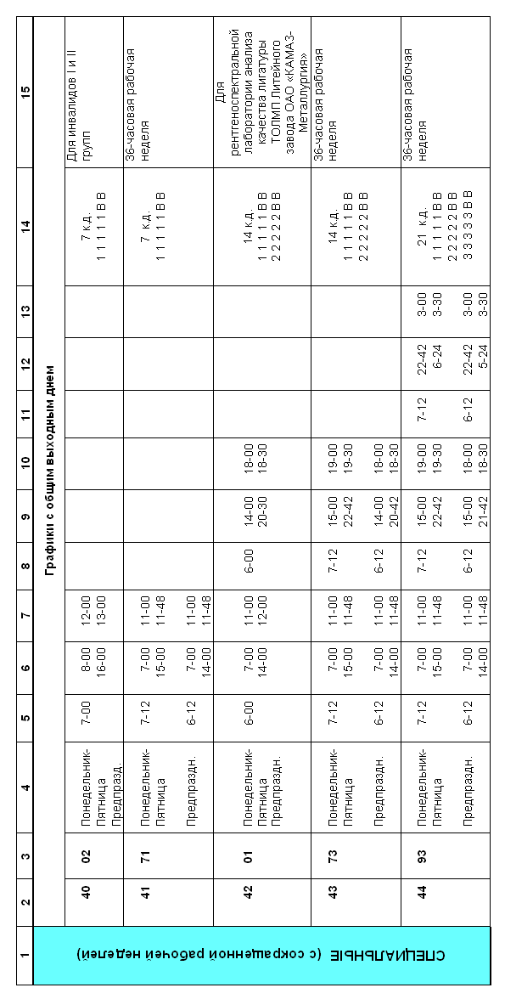 1 2 3 4 5 6 7 8 9 10 11 12 13 14 15
СПЕЦИАЛЬНЫЕ (с сокращенной рабочей неделей)
Графики с общим выходным днем
40 02 Понедельник- 7-00 8-00 12-00 7 к.д. Для инвалидов I и II
Пятница 16-00 13-00 1 1 1 1 1 В В групп
Предпразд.
41 71 Понедельник- 7-12 7-00 11-00 7 к.д. 36-часовая рабочая
Пятница 15-00 11-48 1 1 1 1 1 В В неделя
Предпраздн. 6-12 7-00 11-00
14-00 11-48
Для
рентгеноспектральной
42 01 Понедельник- 6-00 7-00 11-00 6-00 14-00 18-00 14 к.д. лаборатории анализа
Пятница 14-00 12-00 20-30 18-30 1 1 1 1 1 В В качества лигатуры
Предпраздн. 2 2 2 2 2 В В ТОЛМП Литейного
завода ОАО «КАМАЗ-
Металлургия»
43 73 Понедельник- 7-12 7-00 11-00 7-12 15-00 19-00 14 к.д. 36-часовая рабочая
Пятница 15-00 11-48 22-42 19-30 1 1 1 1 1 В В неделя
2 2 2 2 2 В В
Предпраздн. 6-12 7-00 11-00 6-12 14-00 18-00
14-00 11-48 20-42 18-30
44 93 Понедельник- 7-12 7-00 11-00 7-12 15-00 19-00 7-12 22-42 3-00 21 к.д. 36-часовая рабочая
Пятница 15-00 11-48 22-42 19-30 6-24 3-30 1 1 1 1 1 В В неделя
2 2 2 2 2 В В
Предпраздн. 6-12 7-00 11-00 6-12 15-00 18-00 6-12 22-42 3-00 3 3 3 3 3 В В
14-00 11-48 21-42 18-30 5-24 3-30